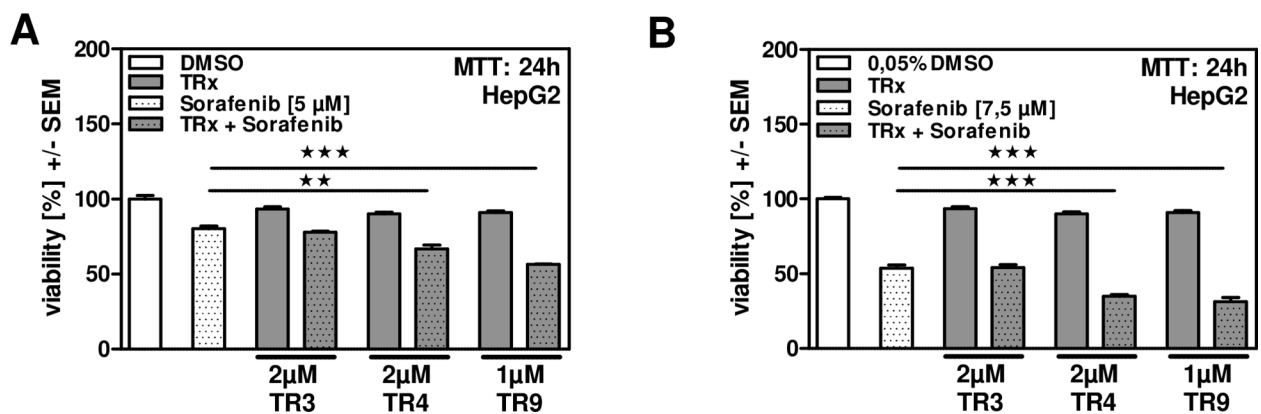 A
viability [%] +/- SEM
200
150
100
50
0
DMSO
TRx
Sorafenib [5 µM]
TRx + Sorafenib
MTT: 24h
HepG2
★★★
★★
2µM
TR3
2µM
TR4
1µM
TR9
B
viability [%] +/- SEM
200
150
100
50
0
0,05% DMSO
TRx
Sorafenib [7,5 µM]
TRx + Sorafenib
MTT: 24h
HepG2
★★★
★★★
2µM
TR3
2µM
TR4
1µM
TR9